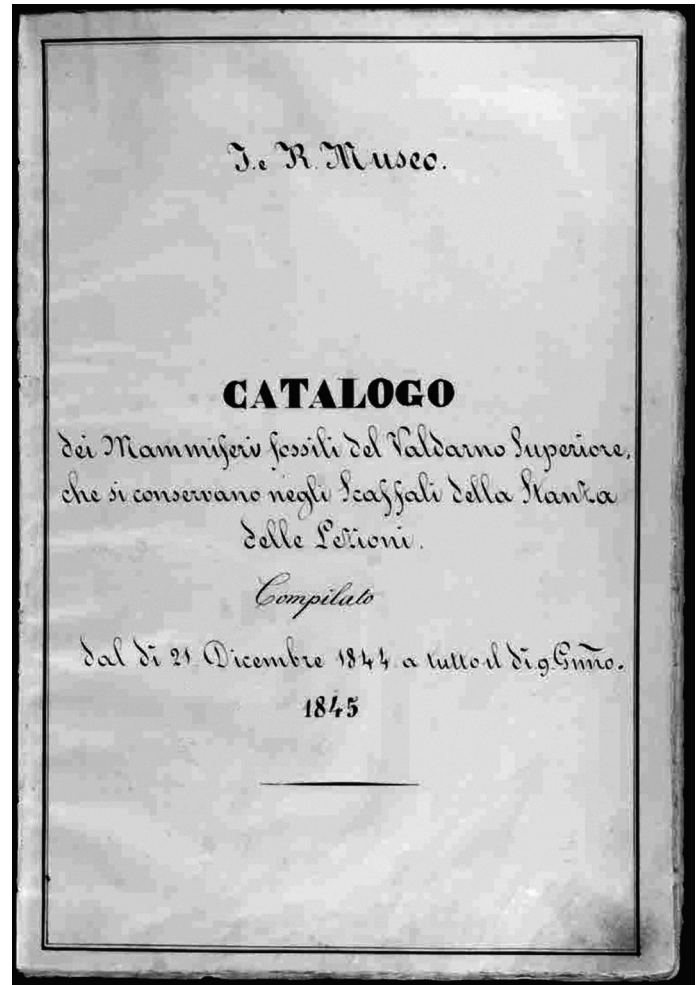 I. e R. Museo.
CATALOGO
dei Mammiferi fossili del Valdarno Superiore,
che si conservano negli Scaffali della Stanza
delle Lezioni.
Compilato
dal dì 21 Dicembre 1844 a tutto il dì 9. Gnnro.
1845